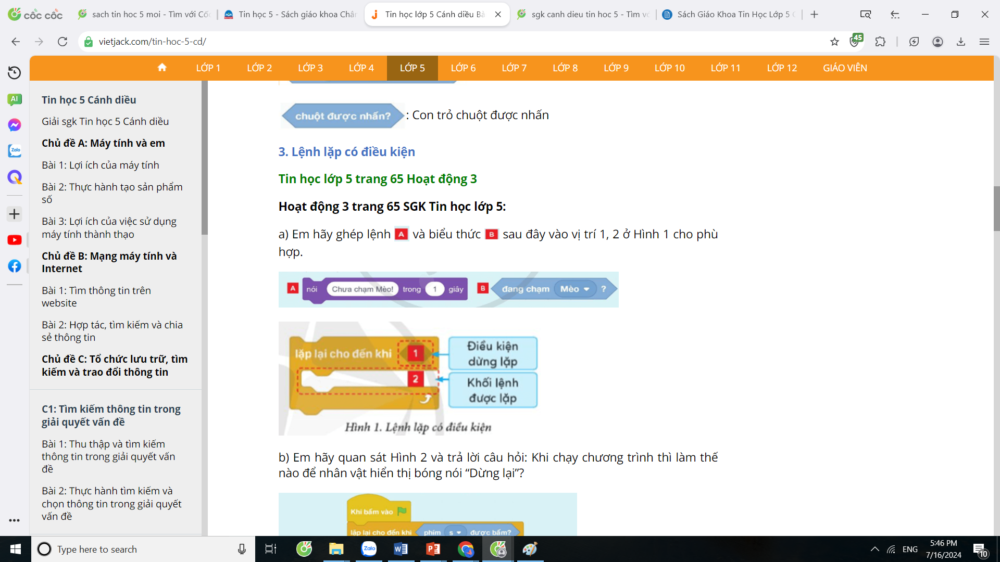 cốc cốc
sach tin hoc 5 moi - Tìm với Cốc
Tin học 5 - Sách giáo khoa Chân
Tin học lớp 5 Cánh diều Bà
sgk canh dieu tin hoc 5 - Tìm vớ
Sách Giáo Khoa Tin Học Lớp 5 C
vietjack.com/tin-hoc-5-cd/
45
LỚP 1
LỚP 2
LỚP 3
LỚP 4
LỚP 5
LỚP 6
LỚP 7
LỚP 8
LỚP 9
LỚP 10
LỚP 11
LỚP 12
GIÁO VIÊN
AI
Zalo
Tin học 5 Cánh diều
Giải sgk Tin học 5 Cánh diều
Chủ đề A: Máy tính và em
Bài 1: Lợi ích của máy tính
Bài 2: Thực hành tạo sản phẩm
số
Bài 3: Lợi ích của việc sử dụng
máy tính thành thạo
Chủ đề B: Mạng máy tính và
Internet
Bài 1: Tìm thông tin trên
website
Bài 2: Hợp tác, tìm kiếm và chia
sẻ thông tin
Chủ đề C: Tổ chức lưu trữ, tìm
kiếm và trao đổi thông tin
C1: Tìm kiếm thông tin trong
giải quyết vấn đề
Bài 1: Thu thập và tìm kiếm
thông tin trong giải quyết vấn
đề
Bài 2: Thực hành tìm kiếm và
chọn thông tin trong giải quyết
vấn đề
chuột được nhấn? : Con trỏ chuột được nhấn
3. Lệnh lặp có điều kiện
Tin học lớp 5 trang 65 Hoạt động 3
Hoạt động 3 trang 65 SGK Tin học lớp 5:
a) Em hãy ghép lệnh A và biểu thức B sau đây vào vị trí 1, 2 ở Hình 1 cho phù
hợp.
A nói Chưa chạm Mèo! trong 1 giây B đang chạm Mèo ?
lặp lại cho đến khi 1
Điều kiện
dừng lặp
2
Khối lệnh
được lặp
Hình 1. Lệnh lặp có điều kiện
b) Em hãy quan sát Hình 2 và trả lời câu hỏi: Khi chạy chương trình thì làm thế
nào để nhân vật hiển thị bóng nói “Dừng lại”?
Khi bấm vào
lặp lại cho đến khi phím s được bấm?
Type here to search
Zalo
ENG
5:46 PM
7/16/2024
10